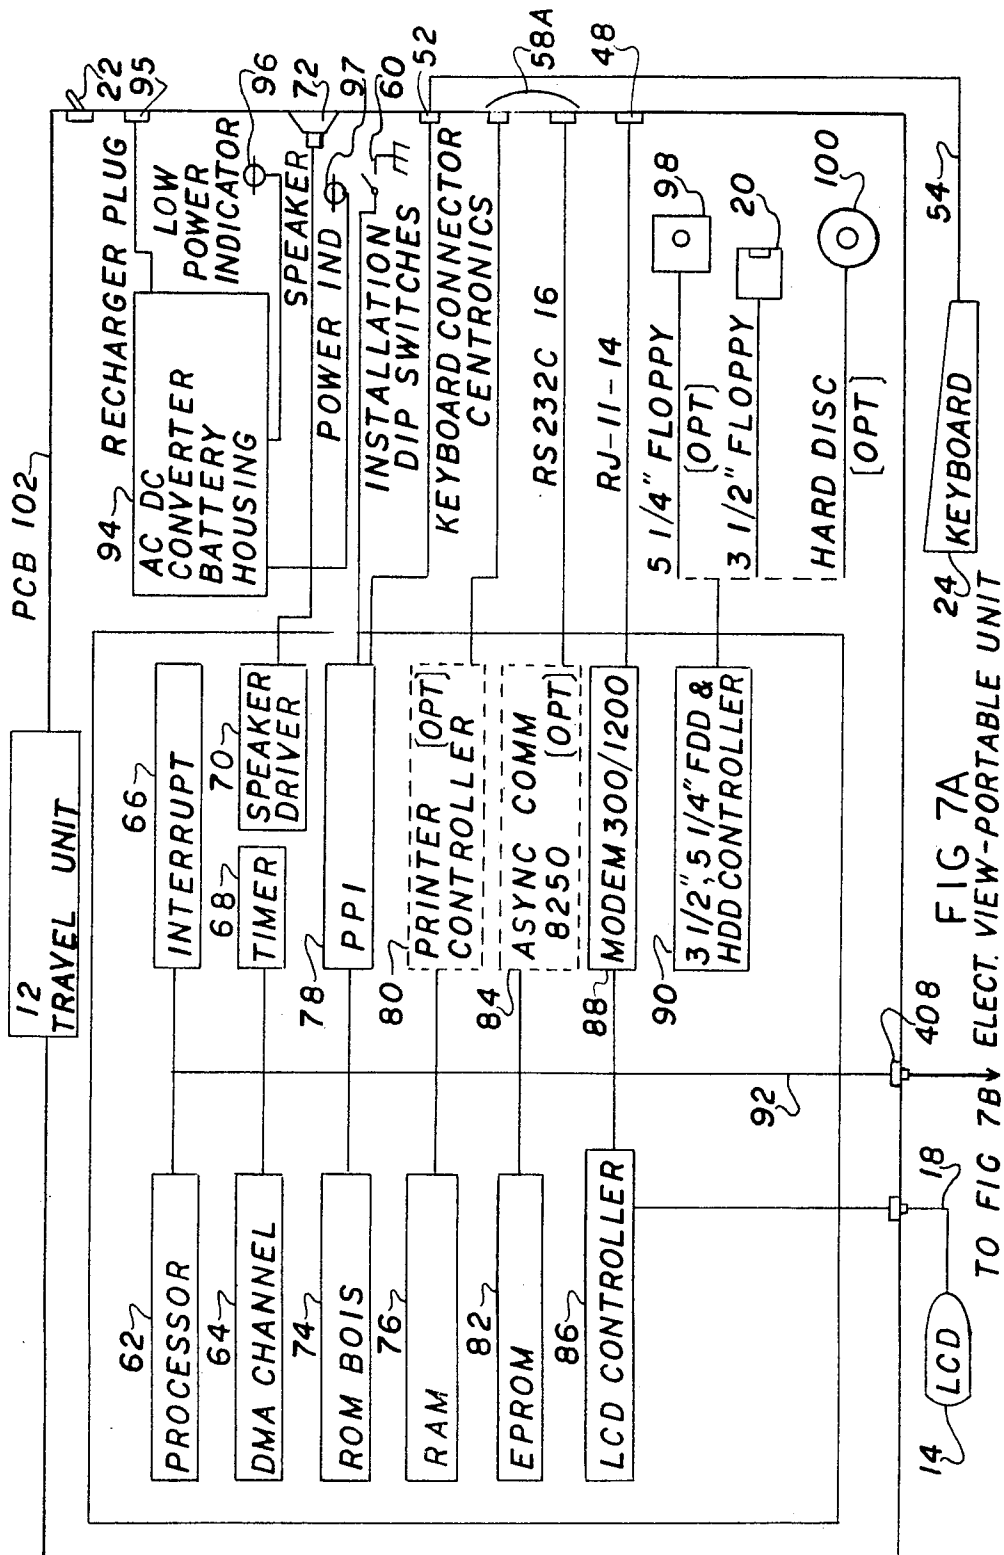 12
TRAVEL UNIT
PCB 102
62
PROCESSOR
64
DMA CHANNEL
74
ROM BOIS
76
RAM
82
EPROM
86
LCD CONTROLLER
66
INTERRUPT
68
TIMER
70
SPEAKER
DRIVER
78
PPI
80
PRINTER [OPT]
CONTROLLER
84
ASYNC COMM
8250 [OPT]
88
MODEM 300/1200
90
3 1/2", 5 1/4" FDD &
HDD CONTROLLER
92
94
AC DC
CONVERTER
BATTERY
HOUSING
RECHARGER PLUG
LOW
POWER
INDICATOR
SPEAKER
POWER IND
INSTALLATION
DIP SWITCHES
KEYBOARD CONNECTOR
CENTRONICS
RS232C 16
RJ-11-14
5 1/4" FLOPPY
[OPT]
3 1/2" FLOPPY
HARD DISC
[OPT]
22
95
96
72
97
60
52
58A
48
98
20
100
54
24
KEYBOARD
408
18
14
LCD
FIG 7A
TO FIG 7B ELECT. VIEW-PORTABLE UNIT